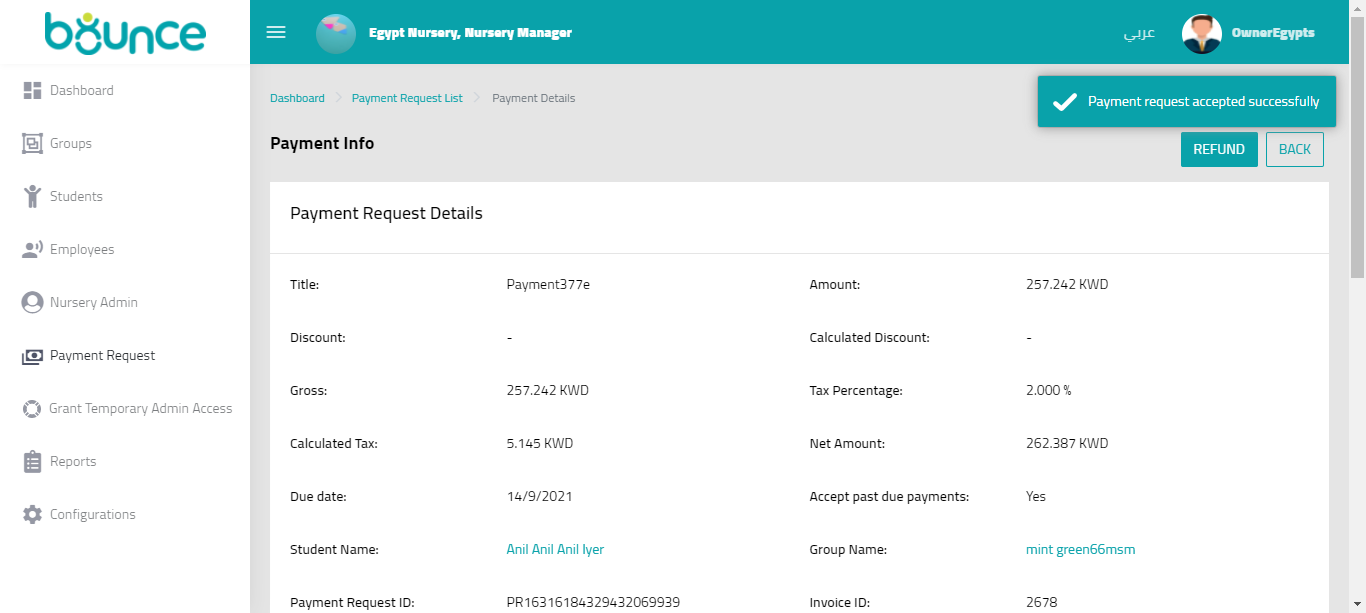 bounce
Egypt Nursery, Nursery Manager
عربي
OwnerEgypts
Dashboard
Groups
Students
Employees
Nursery Admin
Payment Request
Grant Temporary Admin Access
Reports
Configurations
Dashboard
Payment Request List
Payment Details
Payment request accepted successfully
Payment Info
REFUND
BACK
Payment Request Details
Title: Payment377e Amount: 257.242 KWD
Discount: - Calculated Discount: -
Gross: 257.242 KWD Tax Percentage: 2.000 %
Calculated Tax: 5.145 KWD Net Amount: 262.387 KWD
Due date: 14/9/2021 Accept past due payments: Yes
Student Name: Anil Anil Anil Iyer Group Name: mint green66msm
Payment Request ID: PR16316184329432069939 Invoice ID: 2678